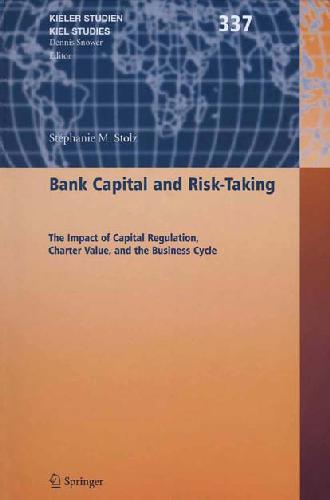 KIELER STUDIEN
KIEL STUDIES
Dennis Snower
Editor
337
Stéphanie M. Stolz
Bank Capital and Risk-Taking
The Impact of Capital Regulation,
Charter Value, and the Business Cycle
Springer